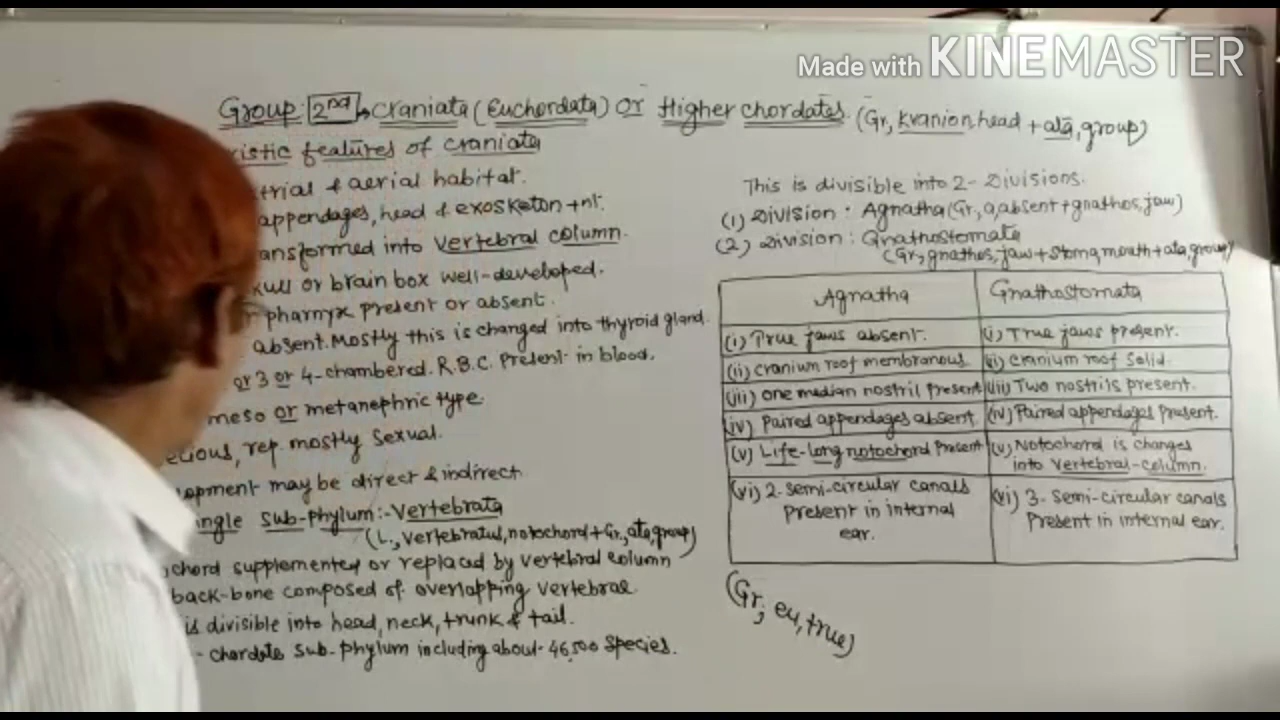 Made with KINEMASTER
Group: 2nd Craniata (Euchordata) Or Higher chordates. (Gr, kranion head + ata, group)
ristic features of craniata
trial & aerial habitat.
appendages, head & exosketon + nt.
ansformed into vertebral column.
kull or brain box well-developed.
pharnyx present or absent.
absent. Mostly this is changed into thyroid gland.
or 3 or 4-chambered. R.B.C. Present in blood.
meso or metanephric type.
ecious, rep. mostly sexual.
opment may be direct & indirect.
ingle Sub-phylum:- Vertebrata
(L., vertebratus, notochord + Gr., ata, group)
chord supplemented or replaced by vertebral column
back-bone composed of overlapping vertebrae.
is divisible into head, neck, trunk & tail.
- chordate sub-phylum including about- 46,500 species.
This is divisible into 2- Divisions.
(1) Division: Agnatha (Gr, a, absent + gnathos, jaw)
(2) Division: Gnathostomata
(Gr, gnathos, jaw + stoma, mouth + ata, group)
Agnatha Gnathostomata
(i) True jaws absent. (i) True jaws present.
(ii) Cranium roof membranous. (ii) Cranium roof Solid.
(iii) one median nostril present (iii) Two nostrils present.
(iv) Paired appendages absent. (iv) Paired appendages Present.
(v) Life-long notochord Present (v) Notochord is changes
into vertebral-column.
(vi) 2. Semi-circular canals (vi) 3. Semi-circular canals
Present in internal Present in internal ear.
ear.
(Gr; eu, true)